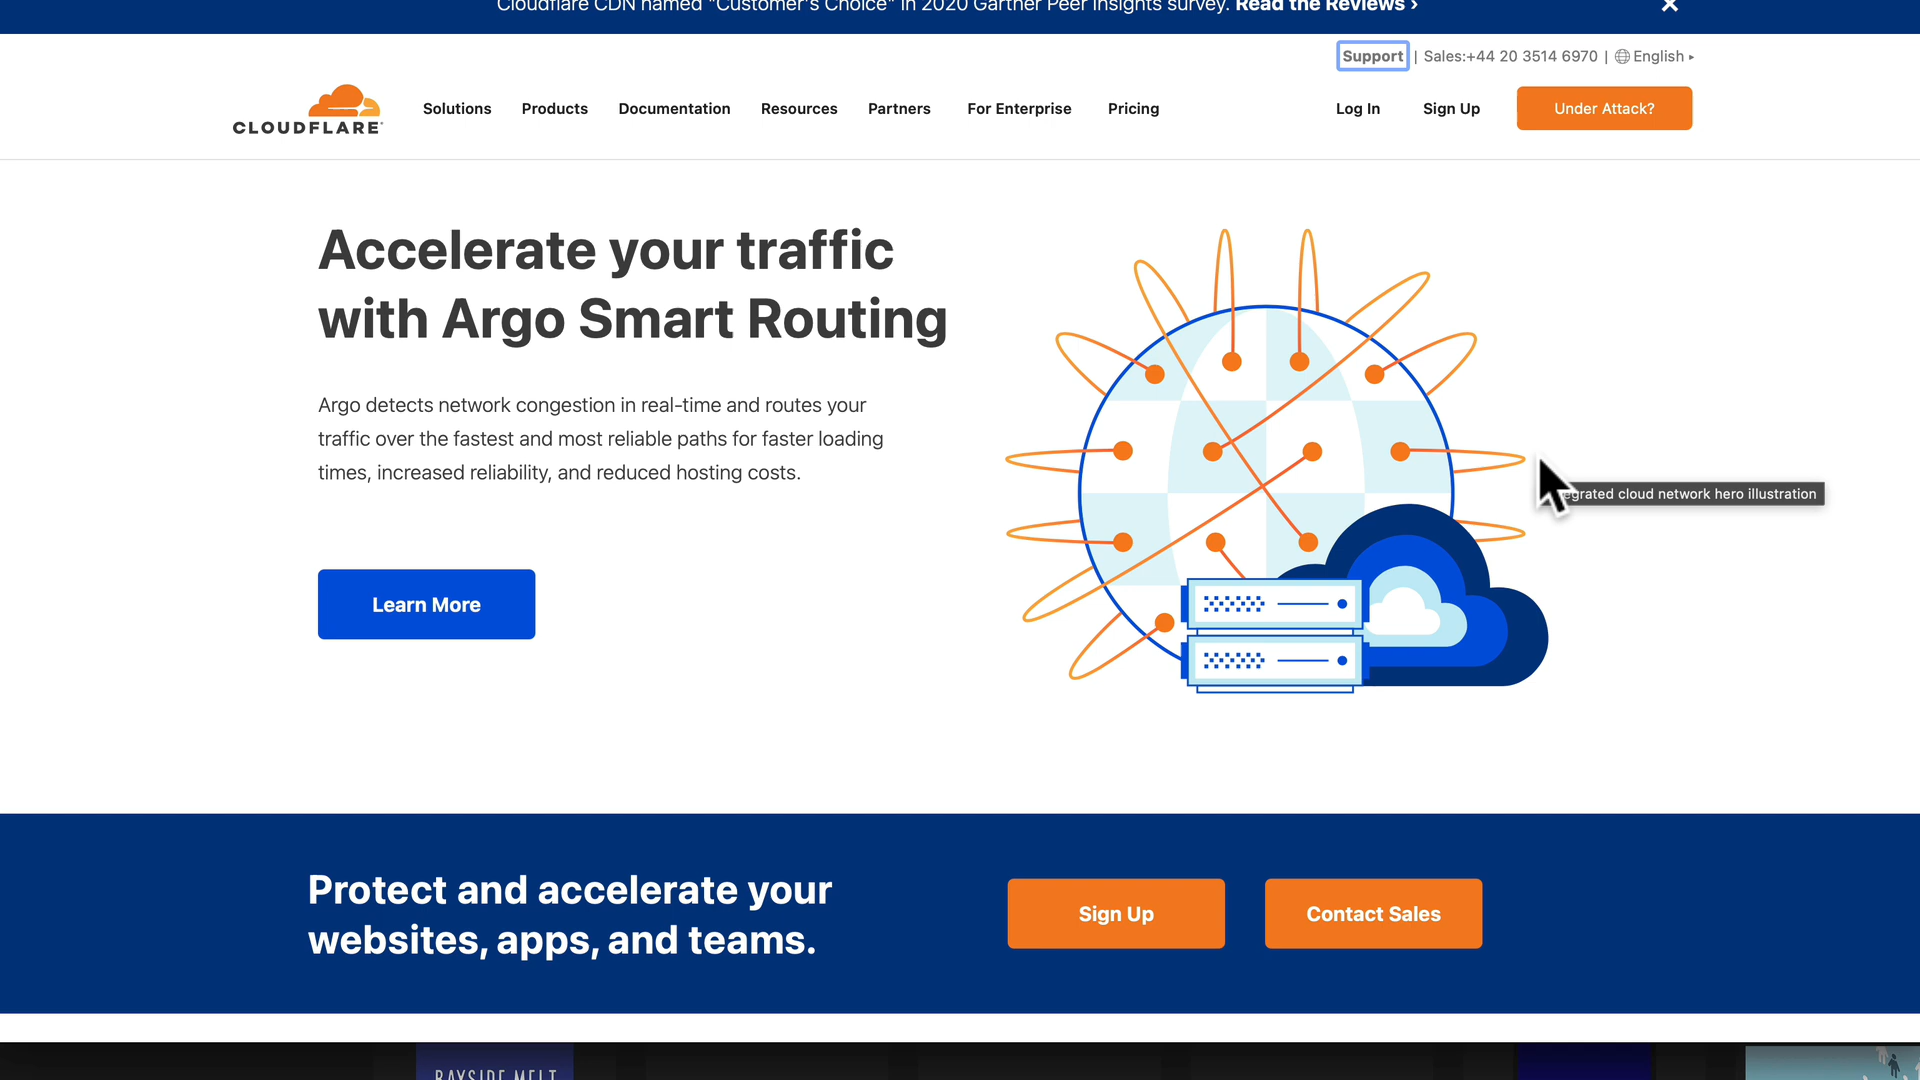 Cloudflare CDN named "Customer's Choice" in 2020 Gartner Peer Insights survey. Read the Reviews ›
Support | Sales:+44 20 3514 6970 | English ▸
CLOUDFLARE
Solutions Products Documentation Resources Partners For Enterprise Pricing Log In Sign Up Under Attack?
Accelerate your traffic
with Argo Smart Routing
Argo detects network congestion in real-time and routes your
traffic over the fastest and most reliable paths for faster loading
times, increased reliability, and reduced hosting costs.
cloud network hero illustration
Learn More
Protect and accelerate your
websites, apps, and teams.
Sign Up
Contact Sales
BAYSIDE MELT